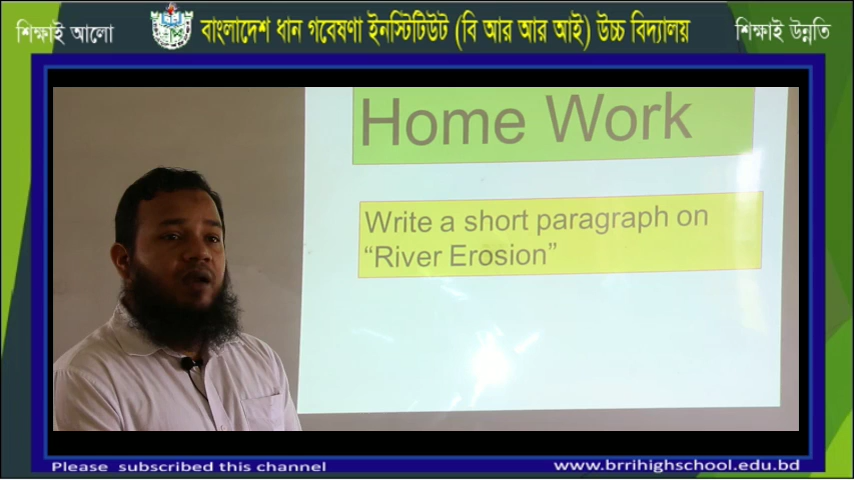 শিক্ষাই আলো
বাংলাদেশ ধান গবেষণা ইনস্টিটিউট (বি আর আর আই) উচ্চ বিদ্যালয়
শিক্ষাই উন্নতি
Home Work
Write a short paragraph on
“River Erosion”
Please subscribed this channel
www.brrihighschool.edu.bd